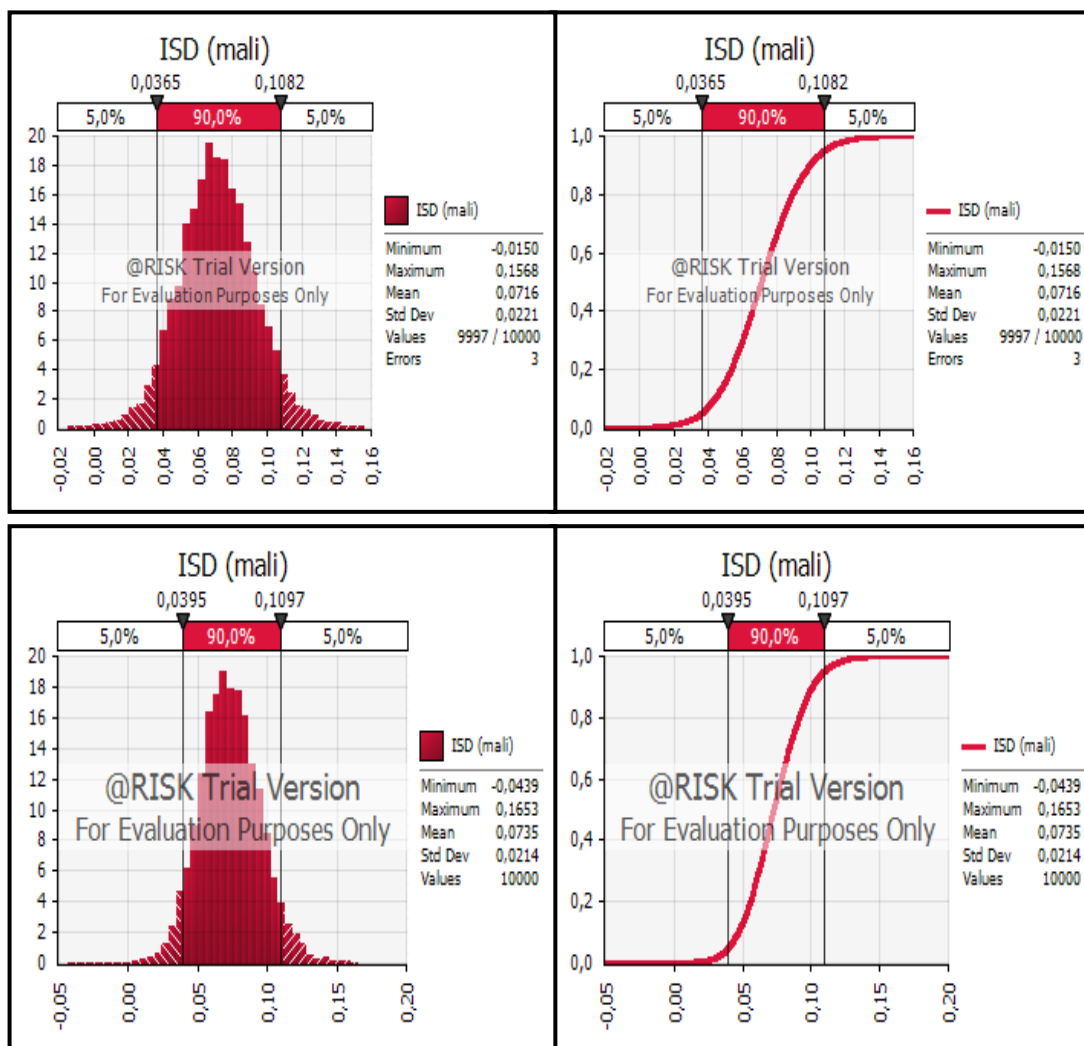 ISD (mali)
0,0365 0,1082
5,0% 90,0% 5,0%
20
18
16
14
12
10
8
6
4
2
0
-0,02 0,00 0,02 0,04 0,06 0,08 0,10 0,12 0,14 0,16
@RISK Trial Version
For Evaluation Purposes Only
ISD (mali)
Minimum -0,0150
Maximum 0,1568
Mean 0,0716
Std Dev 0,0221
Values 9997 / 10000
Errors 3
ISD (mali)
0,0365 0,1082
5,0% 90,0% 5,0%
1,0
0,8
0,6
0,4
0,2
0,0
-0,02 0,00 0,02 0,04 0,06 0,08 0,10 0,12 0,14 0,16
@RISK Trial Version
For Evaluation Purposes Only
ISD (mali)
Minimum -0,0150
Maximum 0,1568
Mean 0,0716
Std Dev 0,0221
Values 9997 / 10000
Errors 3
ISD (mali)
0,0395 0,1097
5,0% 90,0% 5,0%
20
18
16
14
12
10
8
6
4
2
0
-0,05 0,00 0,05 0,10 0,15 0,20
@RISK Trial Version
For Evaluation Purposes Only
ISD (mali)
Minimum -0,0439
Maximum 0,1653
Mean 0,0735
Std Dev 0,0214
Values 10000
ISD (mali)
0,0395 0,1097
5,0% 90,0% 5,0%
1,0
0,8
0,6
0,4
0,2
0,0
-0,05 0,00 0,05 0,10 0,15 0,20
@RISK Trial Version
For Evaluation Purposes Only
ISD (mali)
Minimum -0,0439
Maximum 0,1653
Mean 0,0735
Std Dev 0,0214
Values 10000